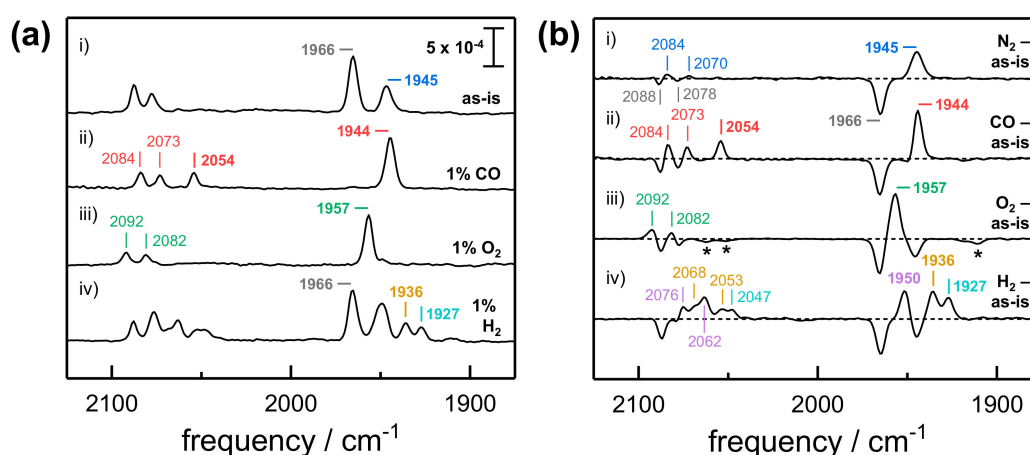 (a)
i)
5 x 10⁻⁴
1966
1945
as-is
ii)
2084
2073
2054
1944
1% CO
iii)
2092
2082
1957
1% O₂
iv)
1966
1936
1927
1%
H₂
2100
2000
1900
frequency / cm⁻¹
(b)
i)
2084
2070
2088
2078
1945
N₂ –
as-is
ii)
2084
2073
2054
1966
1944
CO –
as-is
iii)
2092
2082
* *
1957
*
O₂ –
as-is
iv)
2076
2068
2053
2047
2062
1950
1936
1927
H₂ –
as-is
2100
2000
1900
frequency / cm⁻¹